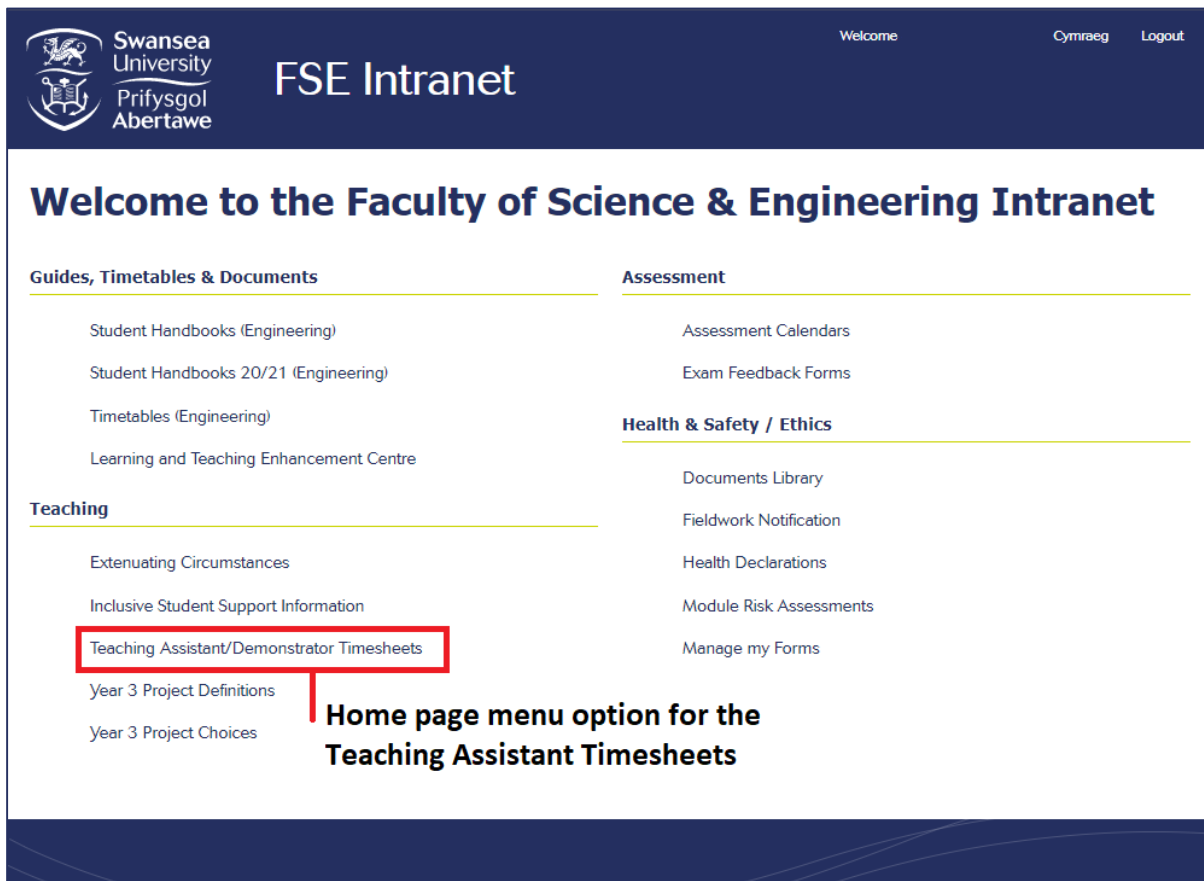 Swansea
University
Prifysgol
Abertawe
FSE Intranet
Welcome
Cymraeg
Logout
Welcome to the Faculty of Science & Engineering Intranet
Guides, Timetables & Documents
Student Handbooks (Engineering)
Student Handbooks 20/21 (Engineering)
Timetables (Engineering)
Learning and Teaching Enhancement Centre
Teaching
Extenuating Circumstances
Inclusive Student Support Information
Teaching Assistant/Demonstrator Timesheets
Year 3 Project Definitions
Year 3 Project Choices
Home page menu option for the
Teaching Assistant Timesheets
Assessment
Assessment Calendars
Exam Feedback Forms
Health & Safety / Ethics
Documents Library
Fieldwork Notification
Health Declarations
Module Risk Assessments
Manage my Forms